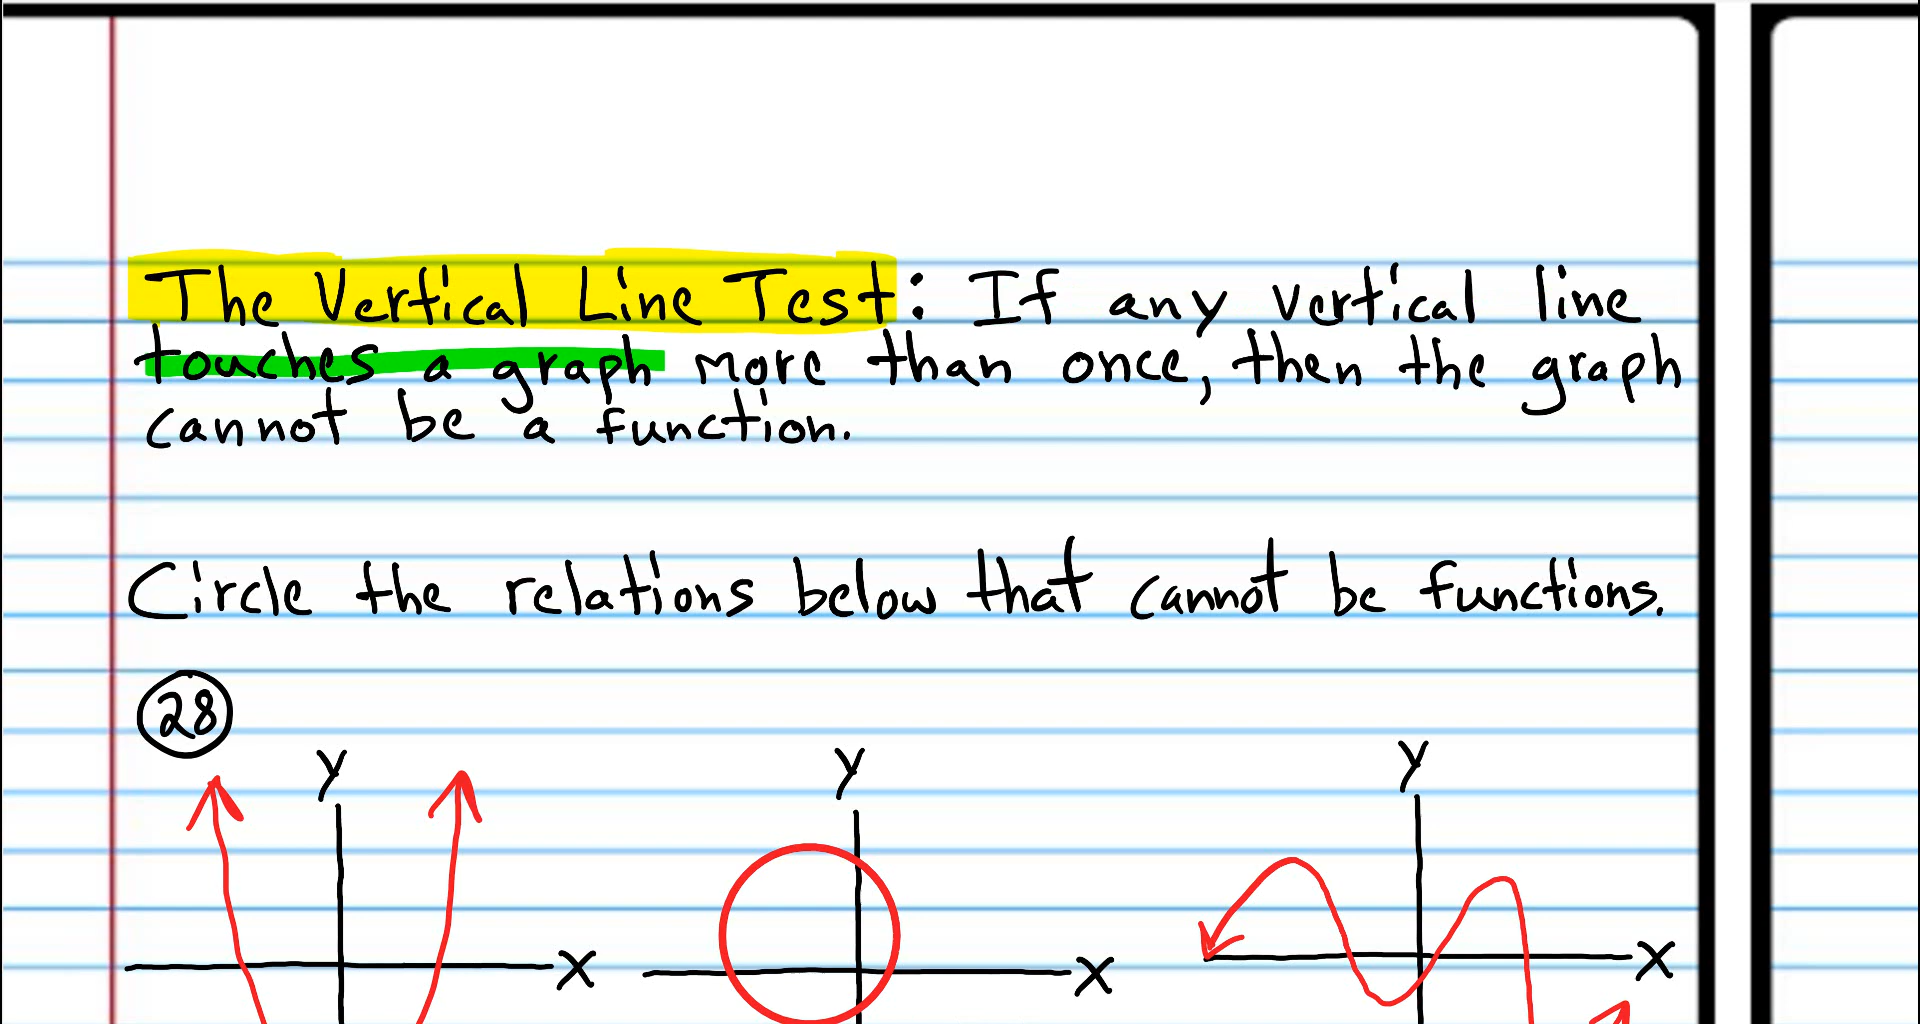 The Vertical Line Test: If any vertical line
touches a graph more than once, then the graph
cannot be a function.
Circle the relations below that cannot be functions.
28
y y y
x x x